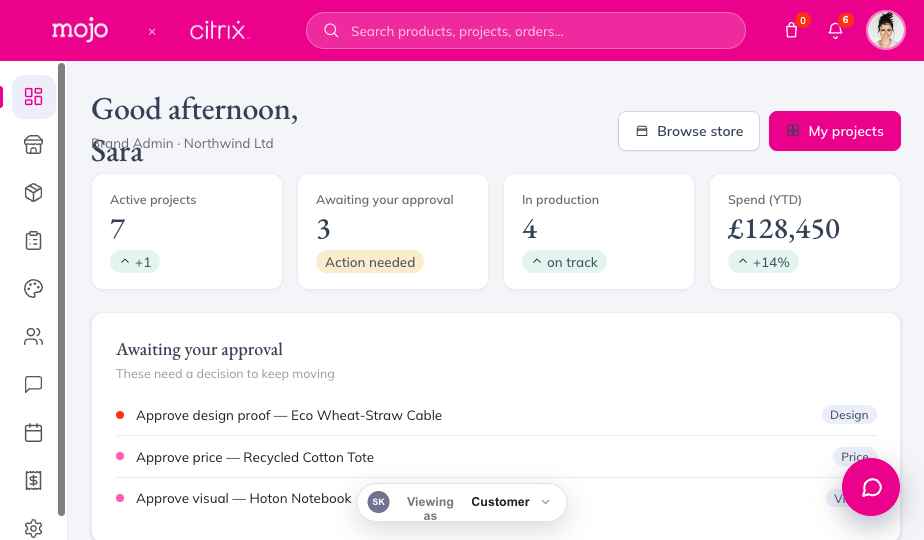 mojo × citrix
Search products, projects, orders...
0
6
Good afternoon,
Sara
Brand Admin · Northwind Ltd
Browse store
My projects
Active projects
7
+1
Awaiting your approval
3
Action needed
In production
4
on track
Spend (YTD)
£128,450
+14%
Awaiting your approval
These need a decision to keep moving
Approve design proof — Eco Wheat-Straw Cable
Design
Approve price — Recycled Cotton Tote
Price
Approve visual — Hoton Notebook
SK
Viewing
as
Customer